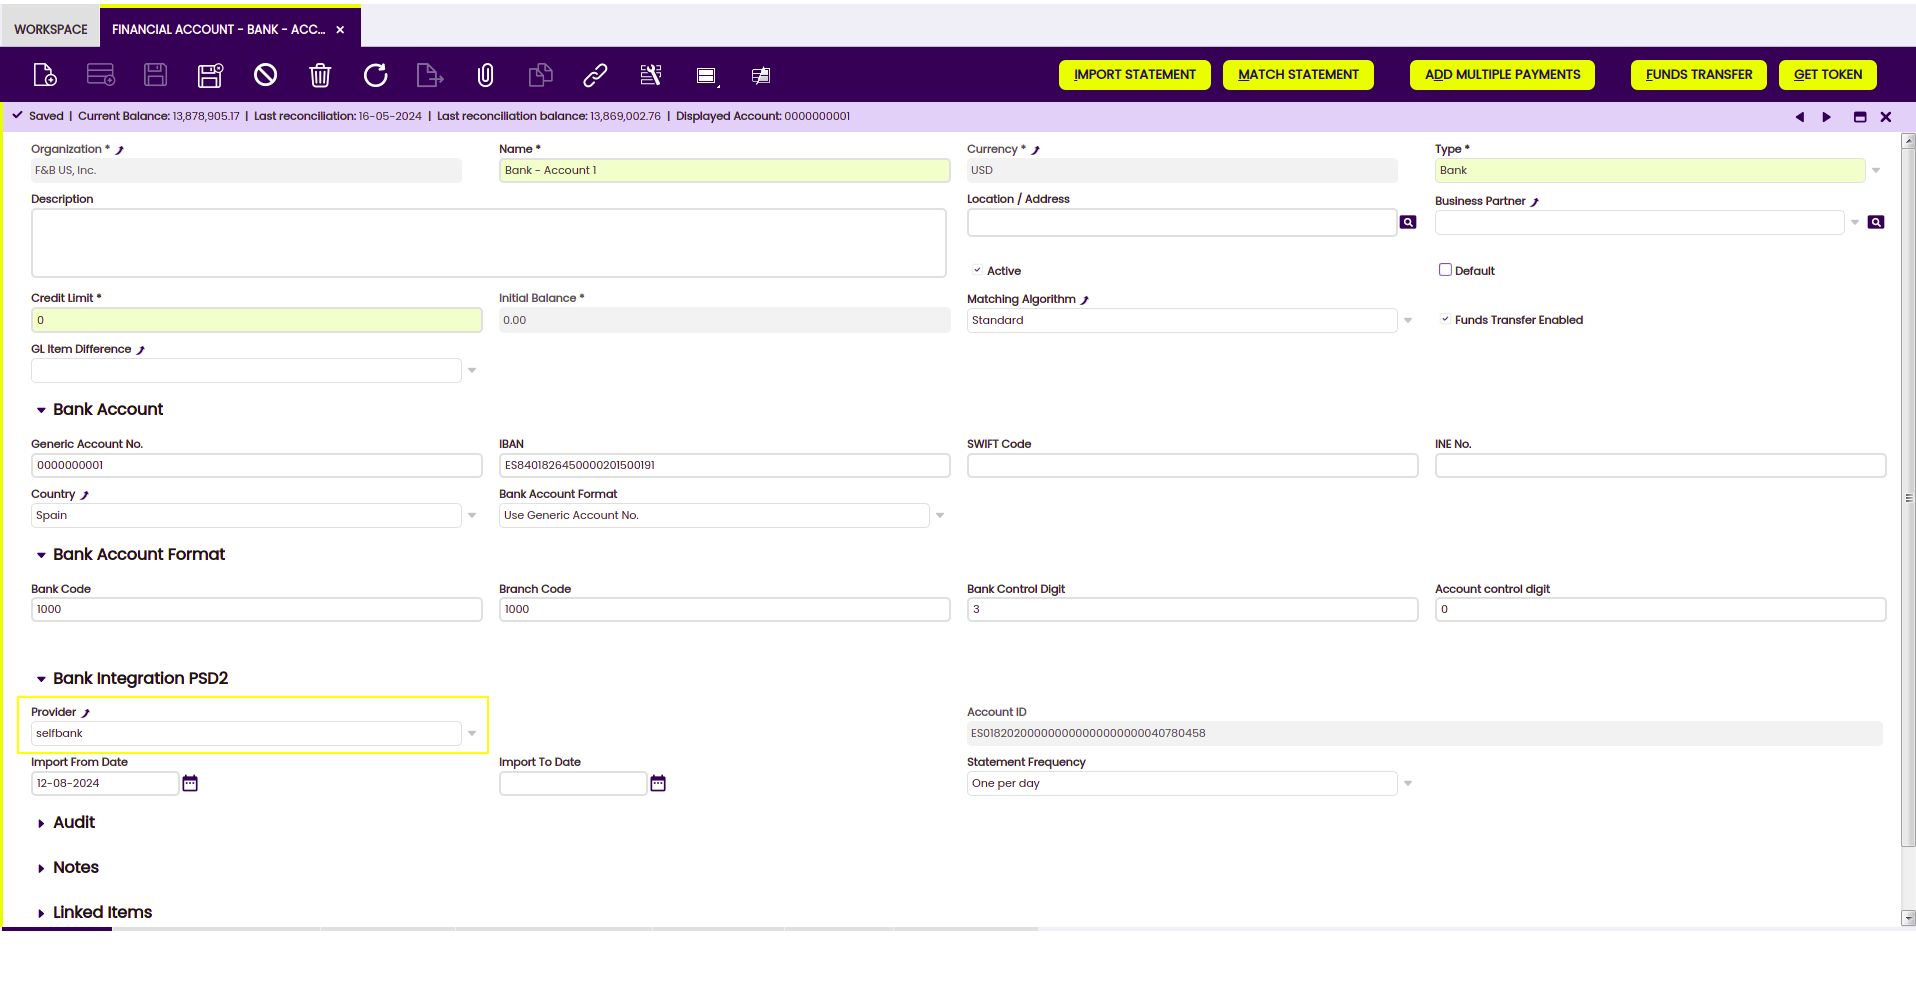 WORKSPACE
FINANCIAL ACCOUNT - BANK - ACC...
IMPORT STATEMENT
MATCH STATEMENT
ADD MULTIPLE PAYMENTS
FUNDS TRANSFER
GET TOKEN
Saved | Current Balance: 13,878,905.17 | Last reconciliation: 16-05-2024 | Last reconciliation balance: 13,869,002.76 | Displayed Account: 0000000001
Organization *
Name *
Currency *
Type *
F&B US, Inc.
Bank - Account 1
USD
Bank
Description
Location / Address
Business Partner
Active
Default
Credit Limit *
Initial Balance *
Matching Algorithm
0
0.00
Standard
Funds Transfer Enabled
GL Item Difference
Bank Account
Generic Account No.
IBAN
SWIFT Code
INE No.
0000000001
ES8401826450000201500191
Country
Bank Account Format
Spain
Use Generic Account No.
Bank Account Format
Bank Code
Branch Code
Bank Control Digit
Account control digit
1000
1000
3
0
Bank Integration PSD2
Provider
Account ID
selfbank
ES0182020000000000000000000040780458
Import From Date
Import To Date
Statement Frequency
12-08-2024
One per day
Audit
Notes
Linked Items